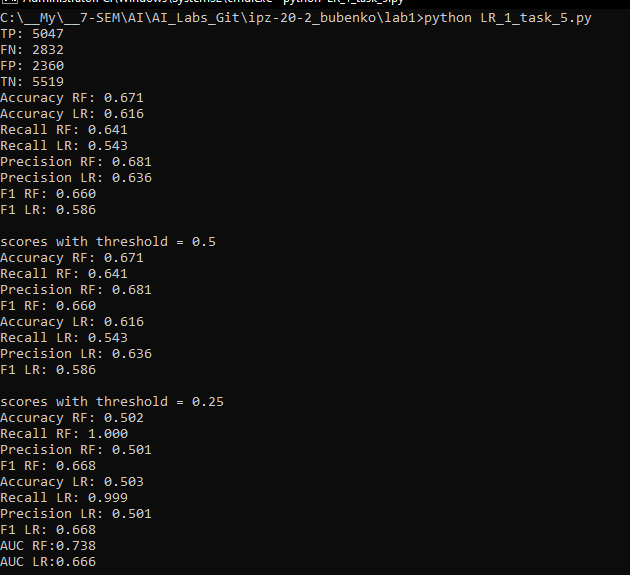 C:\__My\__7-SEM\AI\AI_Labs_Git\ipz-20-2_bubenko\lab1>python LR_1_task_5.py
TP: 5047
FN: 2832
FP: 2360
TN: 5519
Accuracy RF: 0.671
Accuracy LR: 0.616
Recall RF: 0.641
Recall LR: 0.543
Precision RF: 0.681
Precision LR: 0.636
F1 RF: 0.660
F1 LR: 0.586
scores with threshold = 0.5
Accuracy RF: 0.671
Recall RF: 0.641
Precision RF: 0.681
F1 RF: 0.660
Accuracy LR: 0.616
Recall LR: 0.543
Precision LR: 0.636
F1 LR: 0.586
scores with threshold = 0.25
Accuracy RF: 0.502
Recall RF: 1.000
Precision RF: 0.501
F1 RF: 0.668
Accuracy LR: 0.503
Recall LR: 0.999
Precision LR: 0.501
F1 LR: 0.668
AUC RF:0.738
AUC LR:0.666